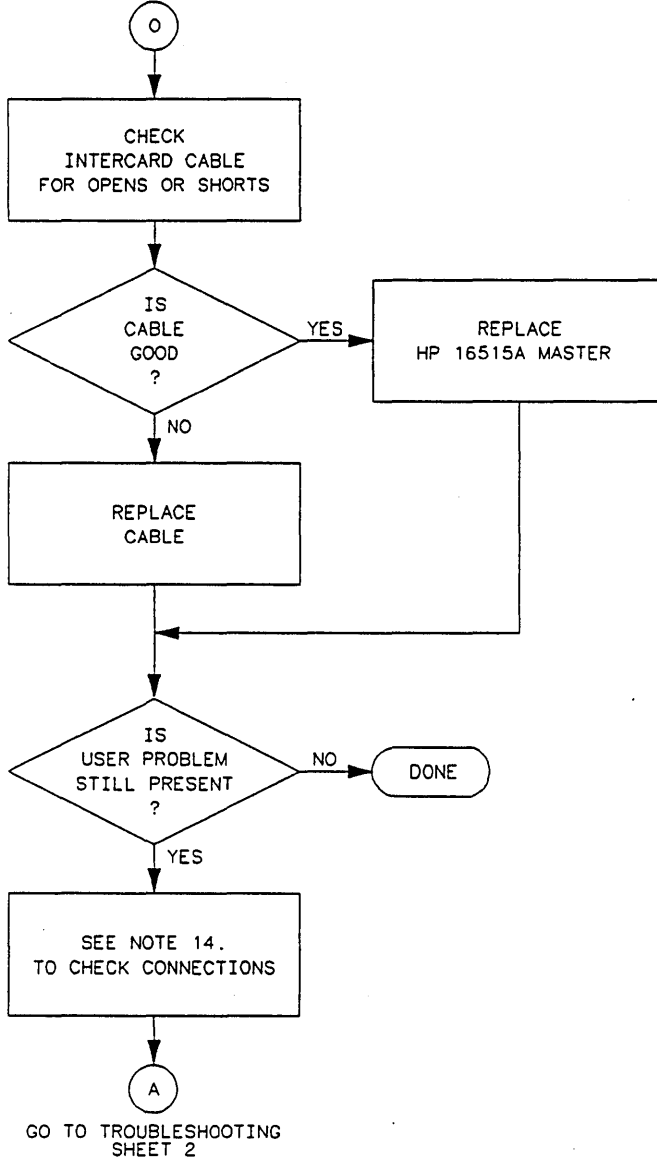 O
CHECK
INTERCARD CABLE
FOR OPENS OR SHORTS
IS
CABLE
GOOD
?
YES
REPLACE
HP 16515A MASTER
NO
REPLACE
CABLE
IS
USER PROBLEM
STILL PRESENT
?
NO
DONE
YES
SEE NOTE 14.
TO CHECK CONNECTIONS
A
GO TO TROUBLESHOOTING
SHEET 2